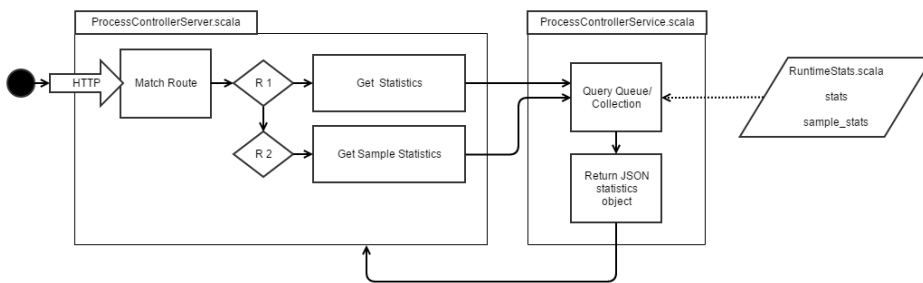 ProcessControllerServer.scala
ProcessControllerService.scala
HTTP
Match Route
R 1
Get Statistics
Query Queue/
Collection
RuntimeStats.scala
stats
sample_stats
R 2
Get Sample Statistics
Return JSON
statistics
object